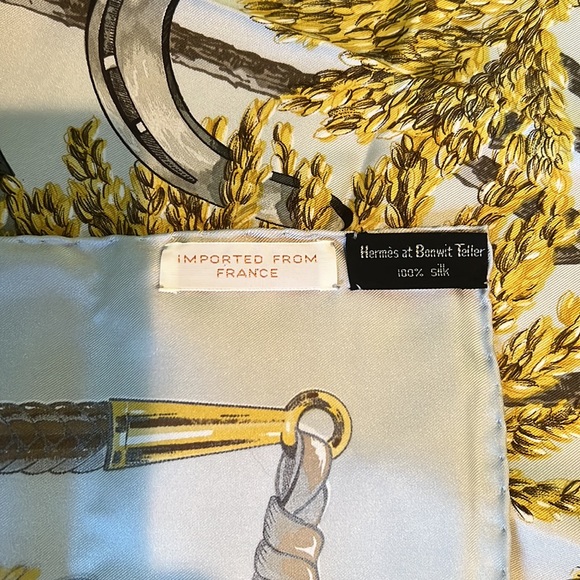 IMPORTED FROM
FRANCE
Hermès at Bonwit Teller
100% silk